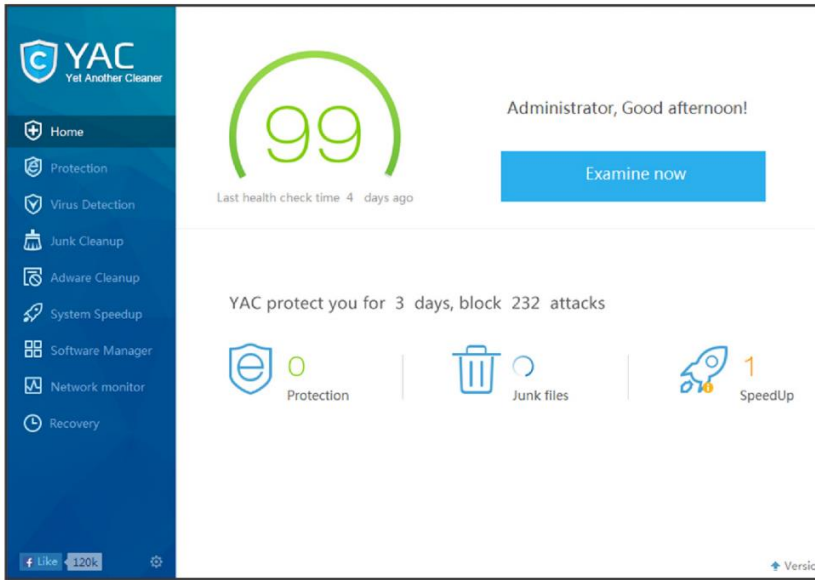 C YAC
Yet Another Cleaner
Home
Protection
Virus Detection
Junk Cleanup
Adware Cleanup
System Speedup
Software Manager
Network monitor
Recovery
f Like 120k
99
Last health check time 4 days ago
Administrator, Good afternoon!
Examine now
YAC protect you for 3 days, block 232 attacks
e 0
Protection
Junk files
1
SpeedUp